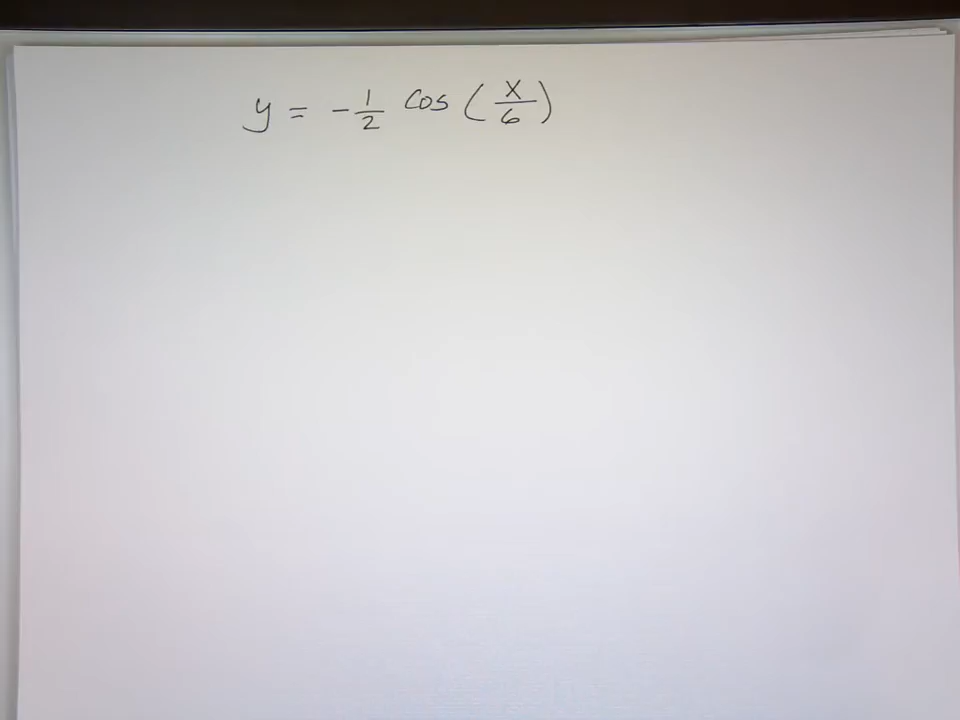 y = -1/2 cos (x/6)